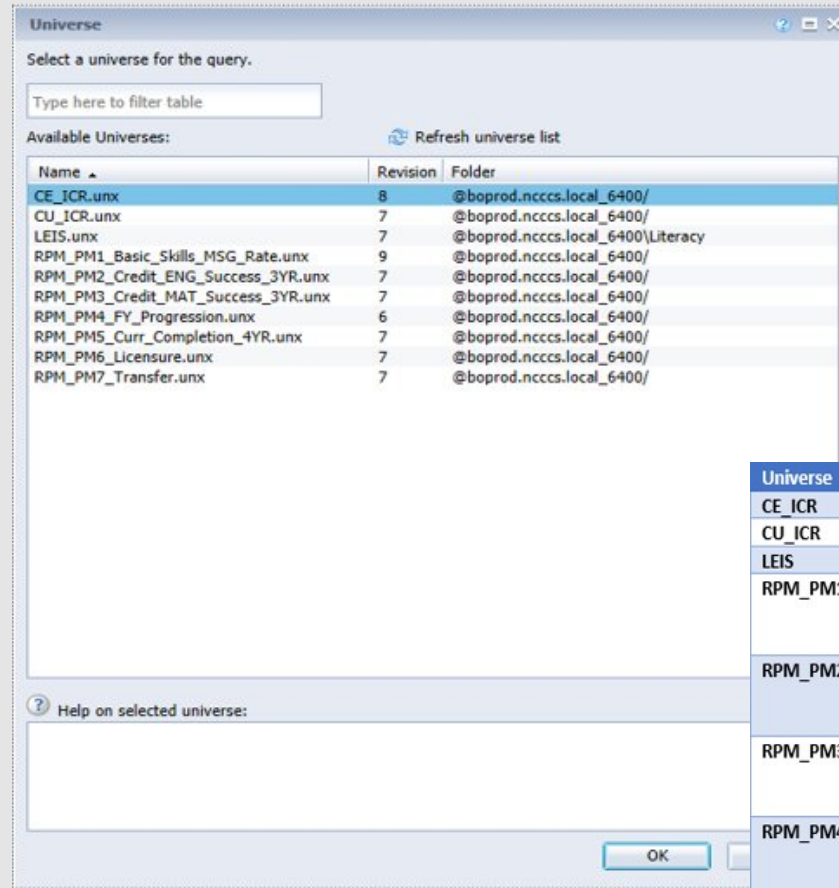 Universe
Select a universe for the query.
Type here to filter table
Available Universes: Refresh universe list
Name Revision Folder
CE_ICR.unx 8 @boprod.ncccs.local_6400/
CU_ICR.unx 7 @boprod.ncccs.local_6400/
LEIS.unx 7 @boprod.ncccs.local_6400\Literacy
RPM_PM1_Basic_Skills_MSG_Rate.unx 9 @boprod.ncccs.local_6400/
RPM_PM2_Credit_ENG_Success_3YR.unx 7 @boprod.ncccs.local_6400/
RPM_PM3_Credit_MAT_Success_3YR.unx 7 @boprod.ncccs.local_6400/
RPM_PM4_FY_Progression.unx 6 @boprod.ncccs.local_6400/
RPM_PM5_Curr_Completion_4YR.unx 7 @boprod.ncccs.local_6400/
RPM_PM6_Licensure.unx 7 @boprod.ncccs.local_6400/
RPM_PM7_Transfer.unx 7 @boprod.ncccs.local_6400/
Help on selected universe:
OK
Universe
CE_ICR
CU_ICR
LEIS
RPM_PM1
RPM_PM2
RPM_PM3
RPM_PM4